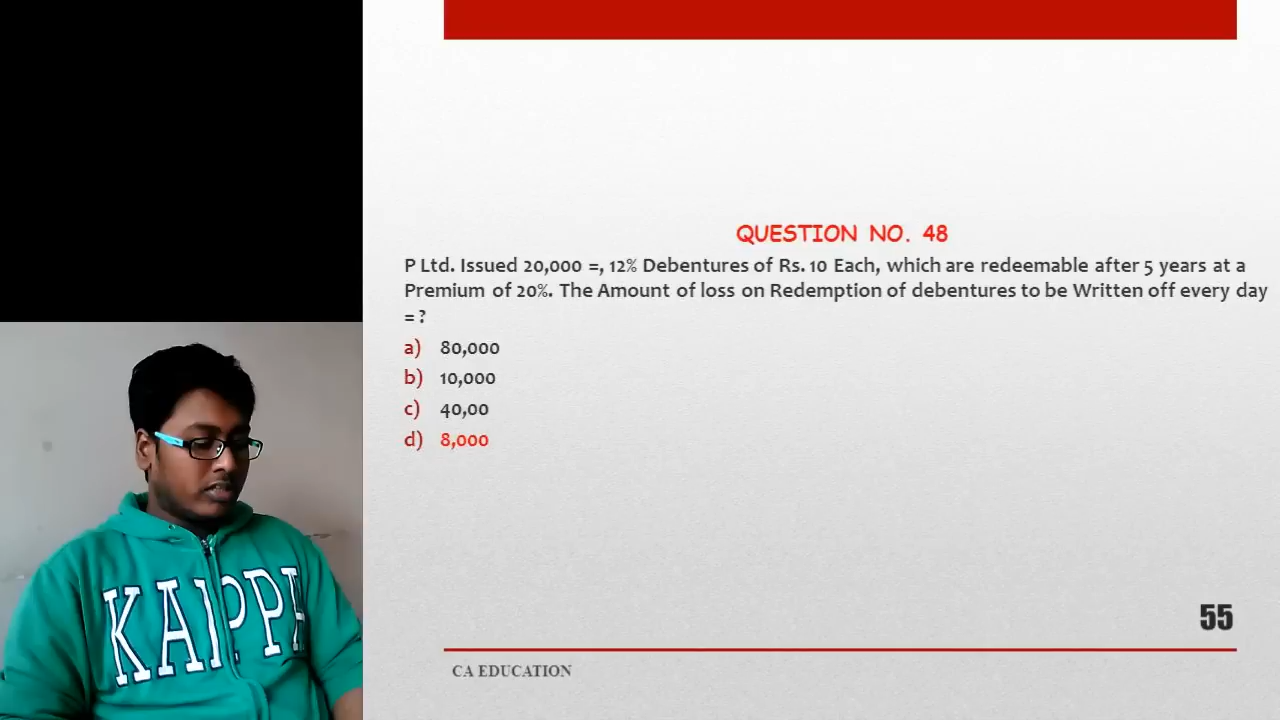 QUESTION NO. 48
P Ltd. Issued 20,000 =, 12% Debentures of Rs. 10 Each, which are redeemable after 5 years at a
Premium of 20%. The Amount of loss on Redemption of debentures to be Written off every day
= ?
a) 80,000
b) 10,000
c) 40,00
d) 8,000
KAPPA
55
CA EDUCATION